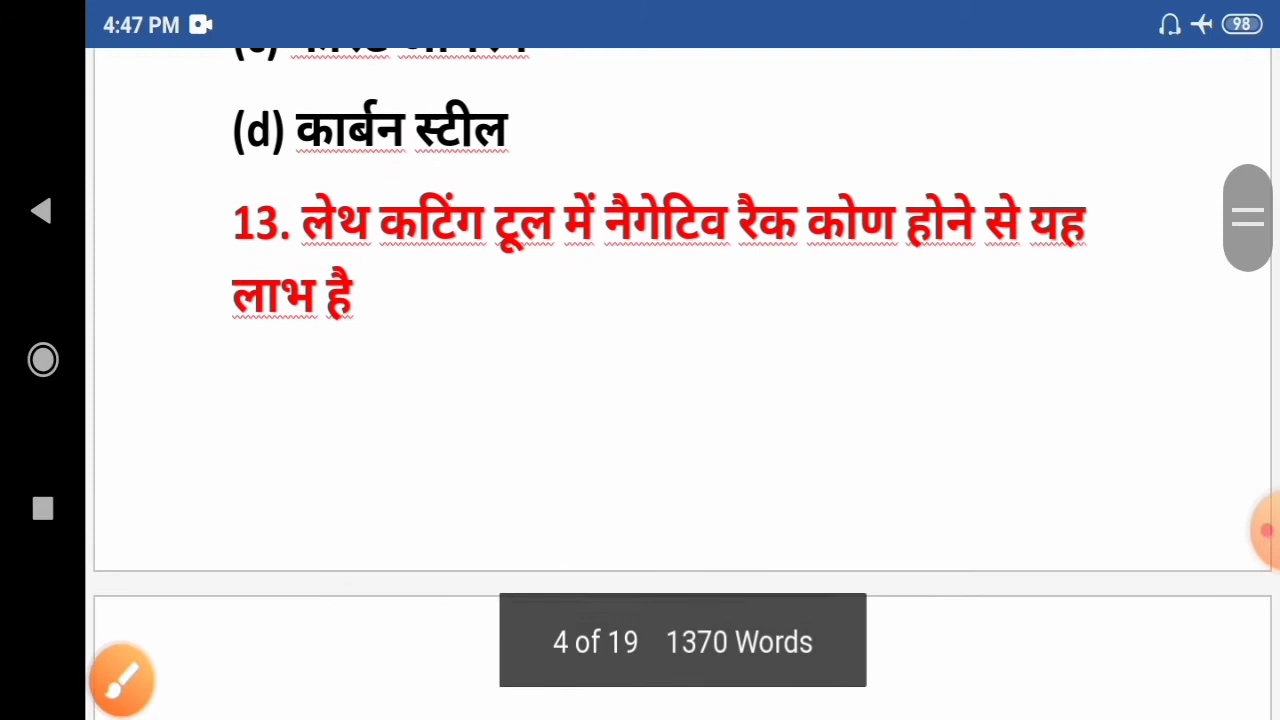 4:47 PM
98
(d) कार्बन स्टील
13. लेथ कटिंग टूल में नैगेटिव रैक कोण होने से यह
लाभ है
4 of 19 1370 Words